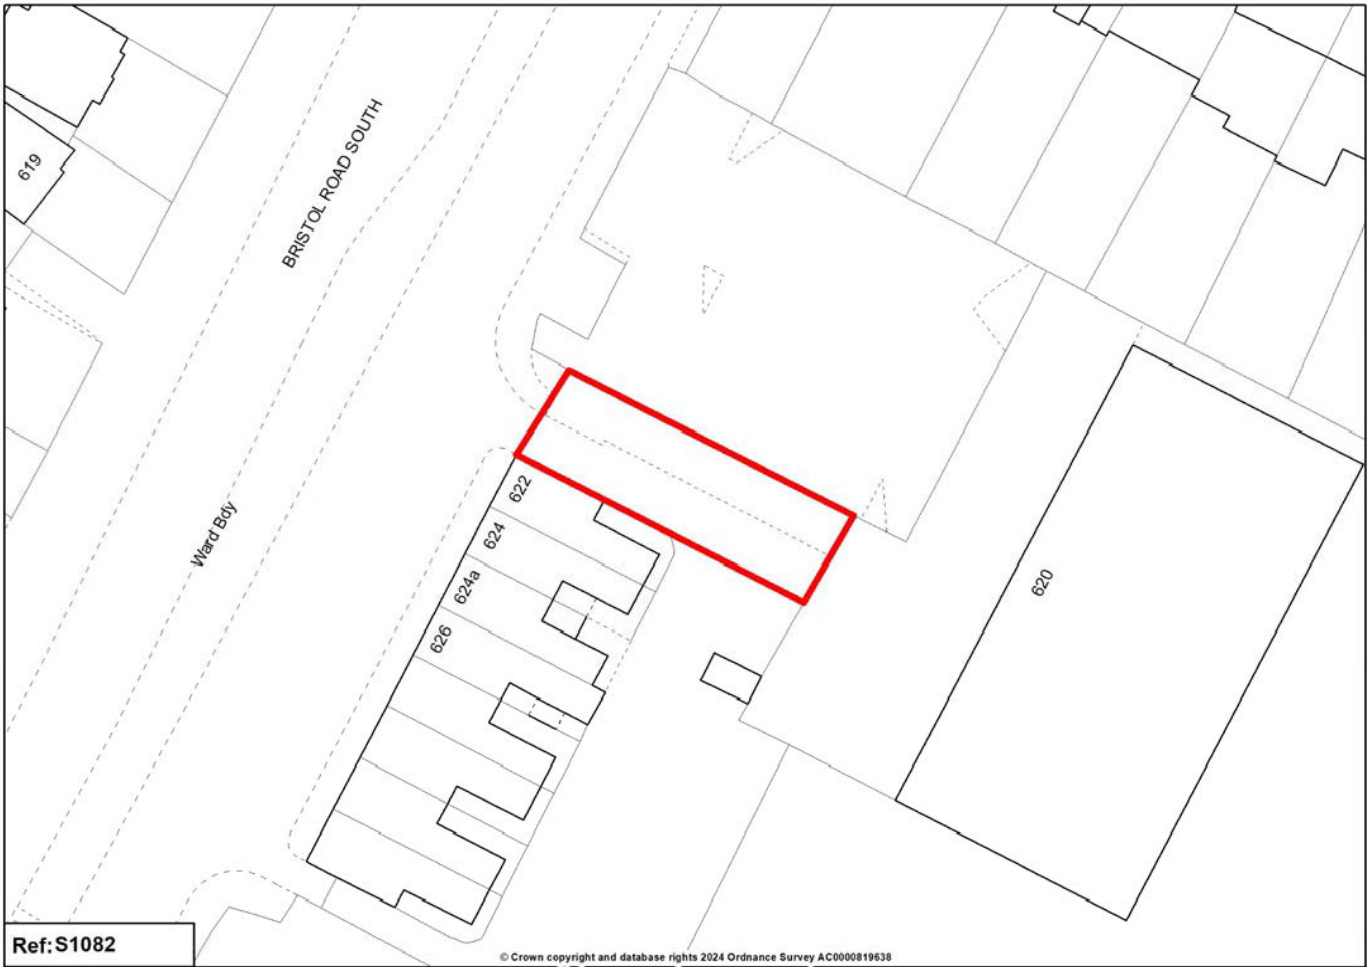 619
BRISTOL ROAD SOUTH
Ward Bdy
622
624
624a
626
620
Ref: S1082
© Crown copyright and database rights 2024 Ordnance Survey AC0000819638